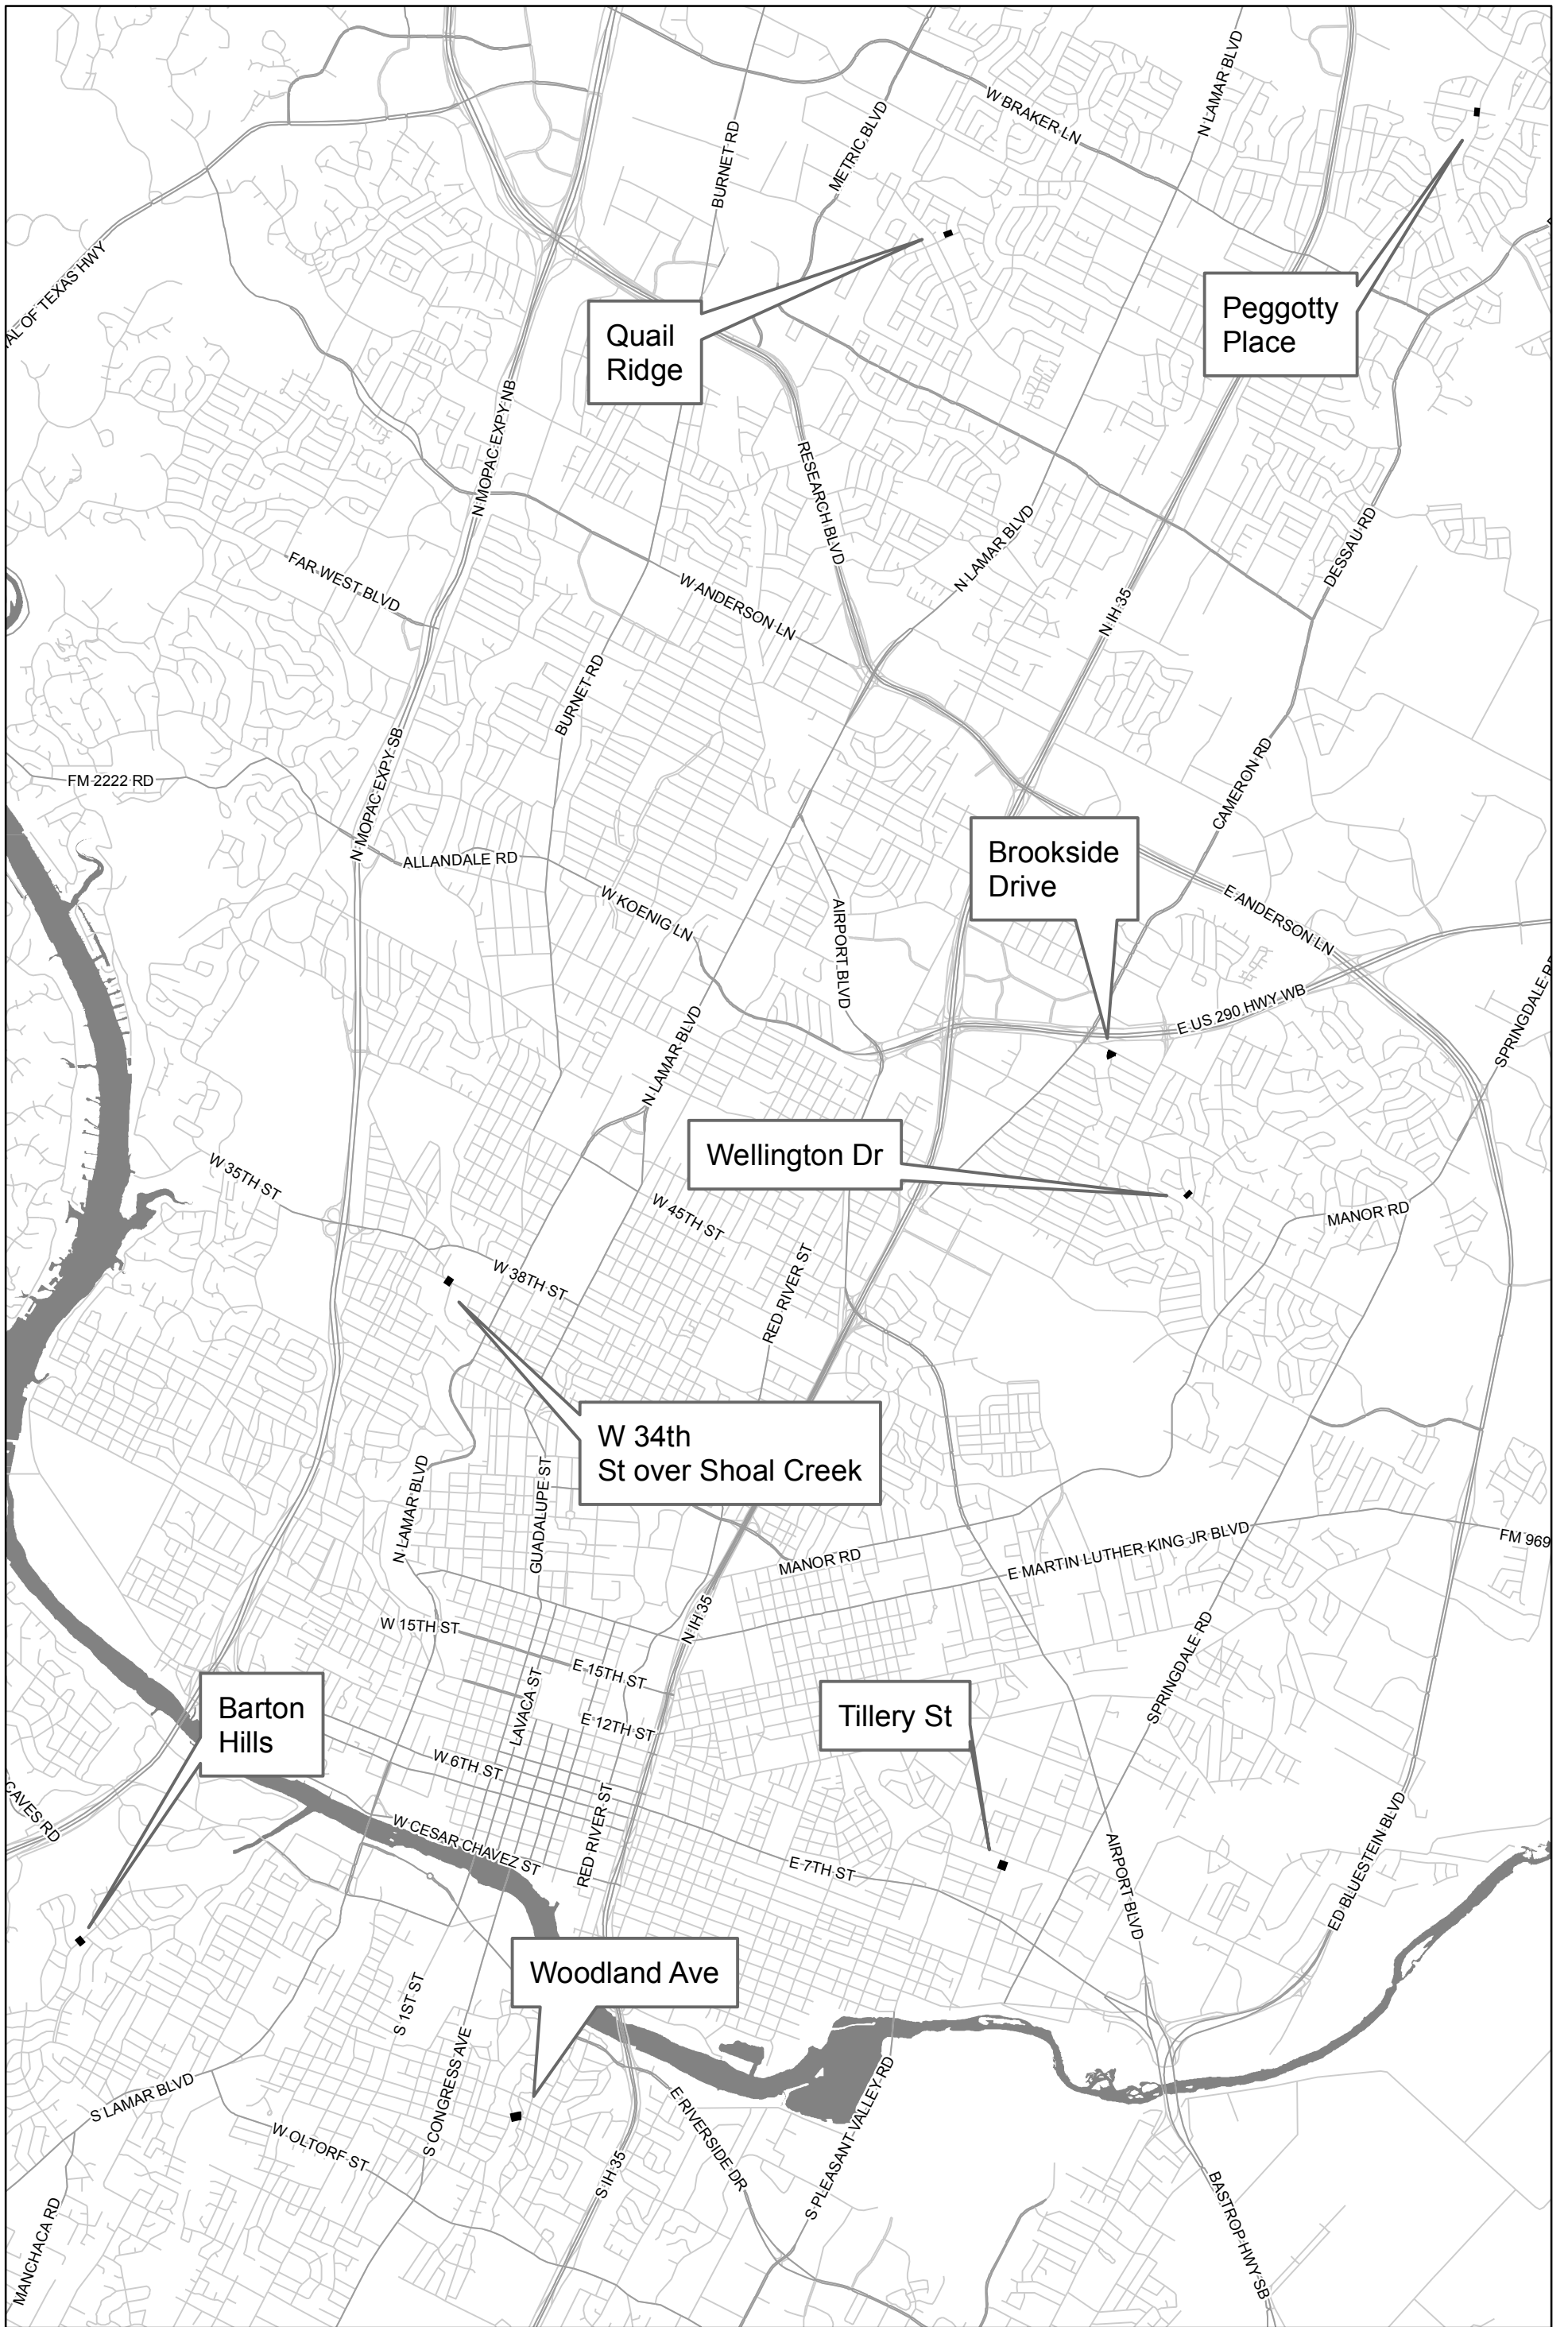 N LAMAR BLVD
W BRAKER LN
METRIC BLVD
BURNET RD
AL OF TEXAS HWY
Quail
Ridge
Peggotty
Place
N MOPAC EXPY NB
RESEARCH BLVD
N LAMAR BLVD
DESSAU RD
FAR WEST BLVD
W ANDERSON LN
N IH 35
BURNET RD
FM 2222 RD
N MOPAC EXPY SB
CAMERON RD
ALLANDALE RD
Brookside
Drive
W KOENIG LN
AIRPORT BLVD
E ANDERSON LN
E US 290 HWY WB
SPRINGDALE
N LAMAR BLVD
Wellington Dr
W 35TH ST
W 45TH ST
MANOR RD
W 38TH ST
RED RIVER ST
W 34th
St over Shoal Creek
N LAMAR BLVD
GUADALUPE ST
MANOR RD
E MARTIN LUTHER KING JR BLVD
FM 969
W 15TH ST
N IH 35
E 15TH ST
SPRINGDALE RD
Barton
Hills
LAVACA ST
E 12TH ST
Tillery St
W 6TH ST
CAVES RD
W CESAR CHAVEZ ST
RED RIVER ST
E 7TH ST
AIRPORT BLVD
ED BLUESTEIN BLVD
Woodland Ave
S 1ST ST
S CONGRESS AVE
S LAMAR BLVD
E RIVERSIDE DR
S PLEASANT VALLEY RD
W OLTORF ST
S IH 35
MANCHACA RD
BASTROP HWY SB